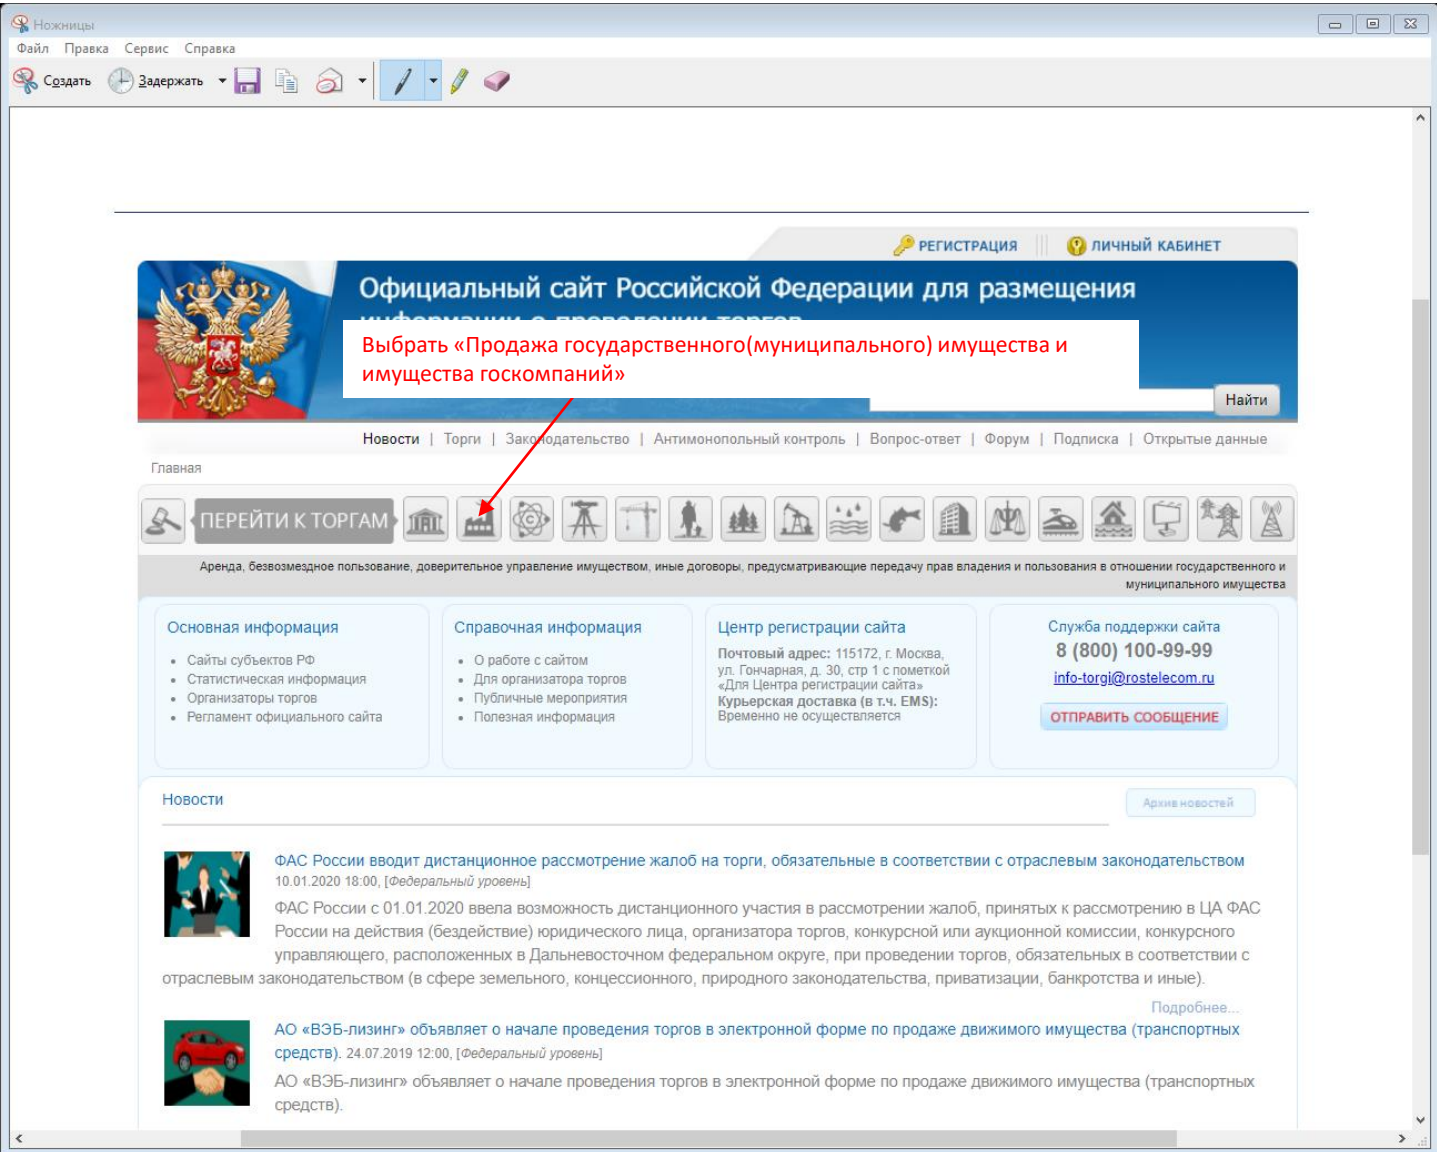 Ножницы
Файл Правка Сервис Справка
Создать Задержать
РЕГИСТРАЦИЯ ЛИЧНЫЙ КАБИНЕТ
Официальный сайт Российской Федерации для размещения
информации о проведении торгов
Выбрать «Продажа государственного(муниципального) имущества и
имущества госкомпаний»
Найти
Новости | Торги | Законодательство | Антимонопольный контроль | Вопрос-ответ | Форум | Подписка | Открытые данные
Главная
ПЕРЕЙТИ К ТОРГАМ
Аренда, безвозмездное пользование, доверительное управление имуществом, иные договоры, предусматривающие передачу прав владения и пользования в отношении государственного и
муниципального имущества
Основная информация
• Сайты субъектов РФ
• Статистическая информация
• Организаторы торгов
• Регламент официального сайта
Справочная информация
• О работе с сайтом
• Для организатора торгов
• Публичные мероприятия
• Полезная информация
Центр регистрации сайта
Почтовый адрес: 115172, г. Москва,
ул. Гончарная, д. 30, стр 1 с пометкой
«Для Центра регистрации сайта»
Курьерская доставка (в т.ч. EMS):
Временно не осуществляется
Служба поддержки сайта
8 (800) 100-99-99
info-torgi@rostelecom.ru
ОТПРАВИТЬ СООБЩЕНИЕ
Новости
Архив новостей
ФАС России вводит дистанционное рассмотрение жалоб на торги, обязательные в соответствии с отраслевым законодательством
10.01.2020 18:00, [Федеральный уровень]
ФАС России с 01.01.2020 ввела возможность дистанционного участия в рассмотрении жалоб, принятых к рассмотрению в ЦА ФАС
России на действия (бездействие) юридического лица, организатора торгов, конкурсной или аукционной комиссии, конкурсного
управляющего, расположенных в Дальневосточном федеральном округе, при проведении торгов, обязательных в соответствии с
отраслевым законодательством (в сфере земельного, концессионного, природного законодательства, приватизации, банкротства и иные).
Подробнее...
АО «ВЭБ-лизинг» объявляет о начале проведения торгов в электронной форме по продаже движимого имущества (транспортных
средств). 24.07.2019 12:00, [Федеральный уровень]
АО «ВЭБ-лизинг» объявляет о начале проведения торгов в электронной форме по продаже движимого имущества (транспортных
средств).